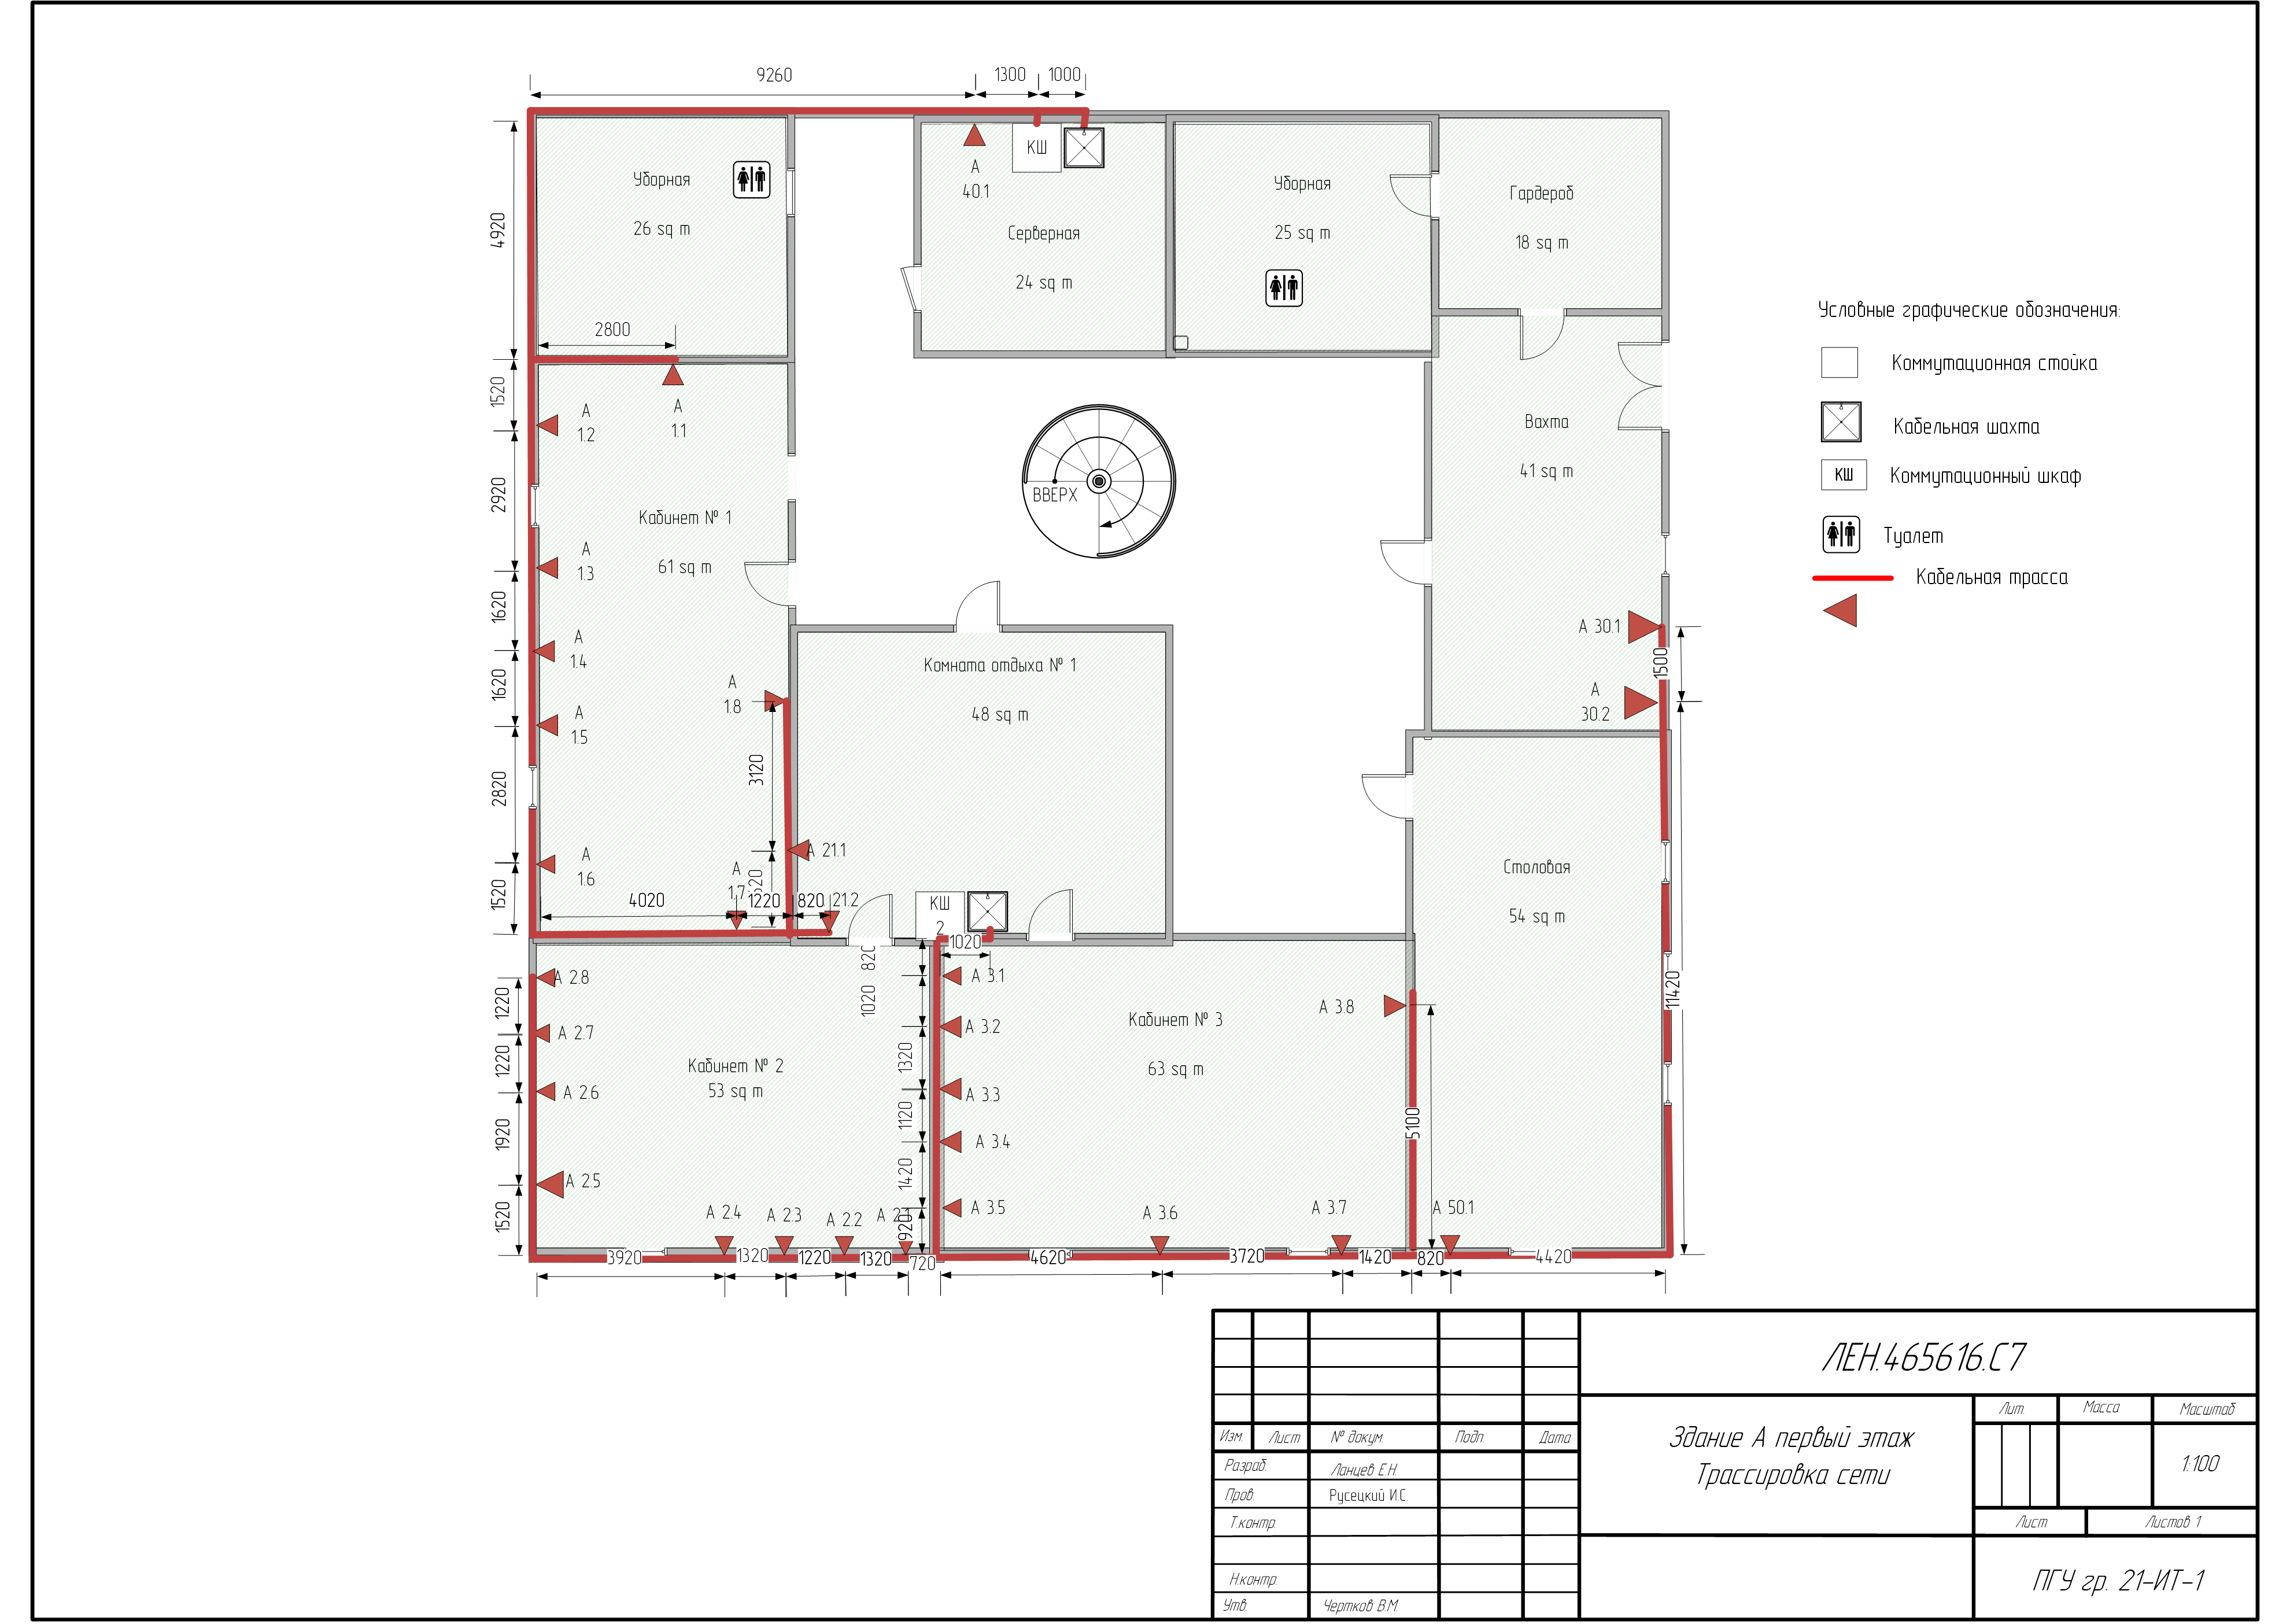 9260
1300
1000
4920
1520
2920
1620
1620
2820
1520
Уборная
26 sq m
2800
А
40.1
КШ
Серверная
24 sq m
Уборная
25 sq m
Гардероб
18 sq m
Вахта
41 sq m
А 30.1
А
30.2
1500
11420
А
1.1
А
1.2
А
1.3
А
1.4
А
1.5
А
1.6
А
1.7
А
1.8
Кабинет № 1
61 sq m
3120
4020
1220
820
21.2
А 21.1
ВВЕРХ
Комната отдыха № 1
48 sq m
КШ
2
1020
Столовая
54 sq m
А 2.8
А 2.7
А 2.6
А 2.5
1220
1220
1920
1520
Кабинет № 2
53 sq m
А 2.4
А 2.3
А 2.2
820
1020
1320
1120
1420
920
А 3.1
А 3.2
А 3.3
А 3.4
А 3.5
А 3.6
А 3.7
А 3.8
Кабинет № 3
63 sq m
5100
А 50.1
3920
1320
1220
1320
720
4620
3720
1420
820
4420
Условные графические обозначения:
Коммутационная стойка
Кабельная шахта
КШ
Коммутационный шкаф
Туалет
Кабельная трасса
ЛЕН.465616.С7
Здание А первый этаж
Трассировка сети
Лит.
Масса
Масштаб
1:100
Лист
Листов 1
ПГУ гр. 21-ИТ-1
Изм.
Лист
№ докум.
Подп.
Дата
Разраб.
Ланцев Е.Н.
Пров.
Русецкий И.С.
Т.контр.
Н.контр.
Утв.
Чертков В.М.